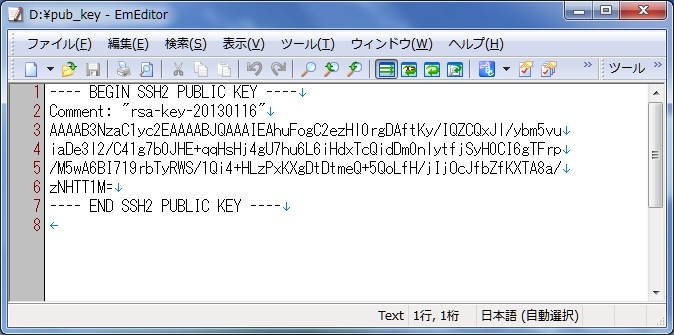 D:¥pub_key - EmEditor
ファイル(F) 編集(E) 検索(S) 表示(V) ツール(T) ウィンドウ(W) ヘルプ(H)
» ツール »
1 ---- BEGIN SSH2 PUBLIC KEY ----↓
2 Comment: "rsa-key-20130116"↓
3 AAAAB3NzaC1yc2EAAAABJQAAAIEAhuFogC2ezHl0rgDAftKy/IQZCQxJl/ybm5vu↓
4 iaDe3l2/C41g7b0JHE+qqHsHj4gU7hu6L6iHdxTcQidDm0nlytfjSyH0CI6gTFrp↓
5 /M5wA6BI719rbTyRWS/1Qi4+HLzPxKXgDtDtmeQ+5QoLfH/jIjOcJfbZfKXTA8a/↓
6 zNHTT1M=↓
7 ---- END SSH2 PUBLIC KEY ----↓
8 ←
Text 1行, 1桁 日本語 (自動選択)